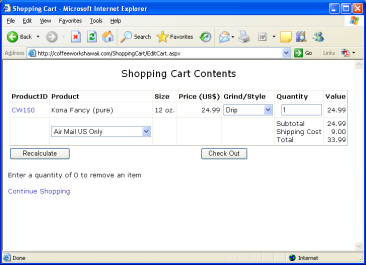 Shopping Cart - Microsoft Internet Explorer
File Edit View Favorites Tools Help
Back Search Favorites
Address http://coffeeworkshawaii.com/ShoppingCart/EditCart.aspx Go Links
Shopping Cart Contents
ProductID Product Size Price (US$) Grind/Style Quantity Value
CW150 Kona Fancy (pure) 12 oz. 24.99 Drip 1 24.99
Air Mail US Only
Subtotal 24.99
Shipping Cost 9.00
Total 33.99
Recalculate Check Out
Enter a quantity of 0 to remove an item
Continue Shopping
Done Internet